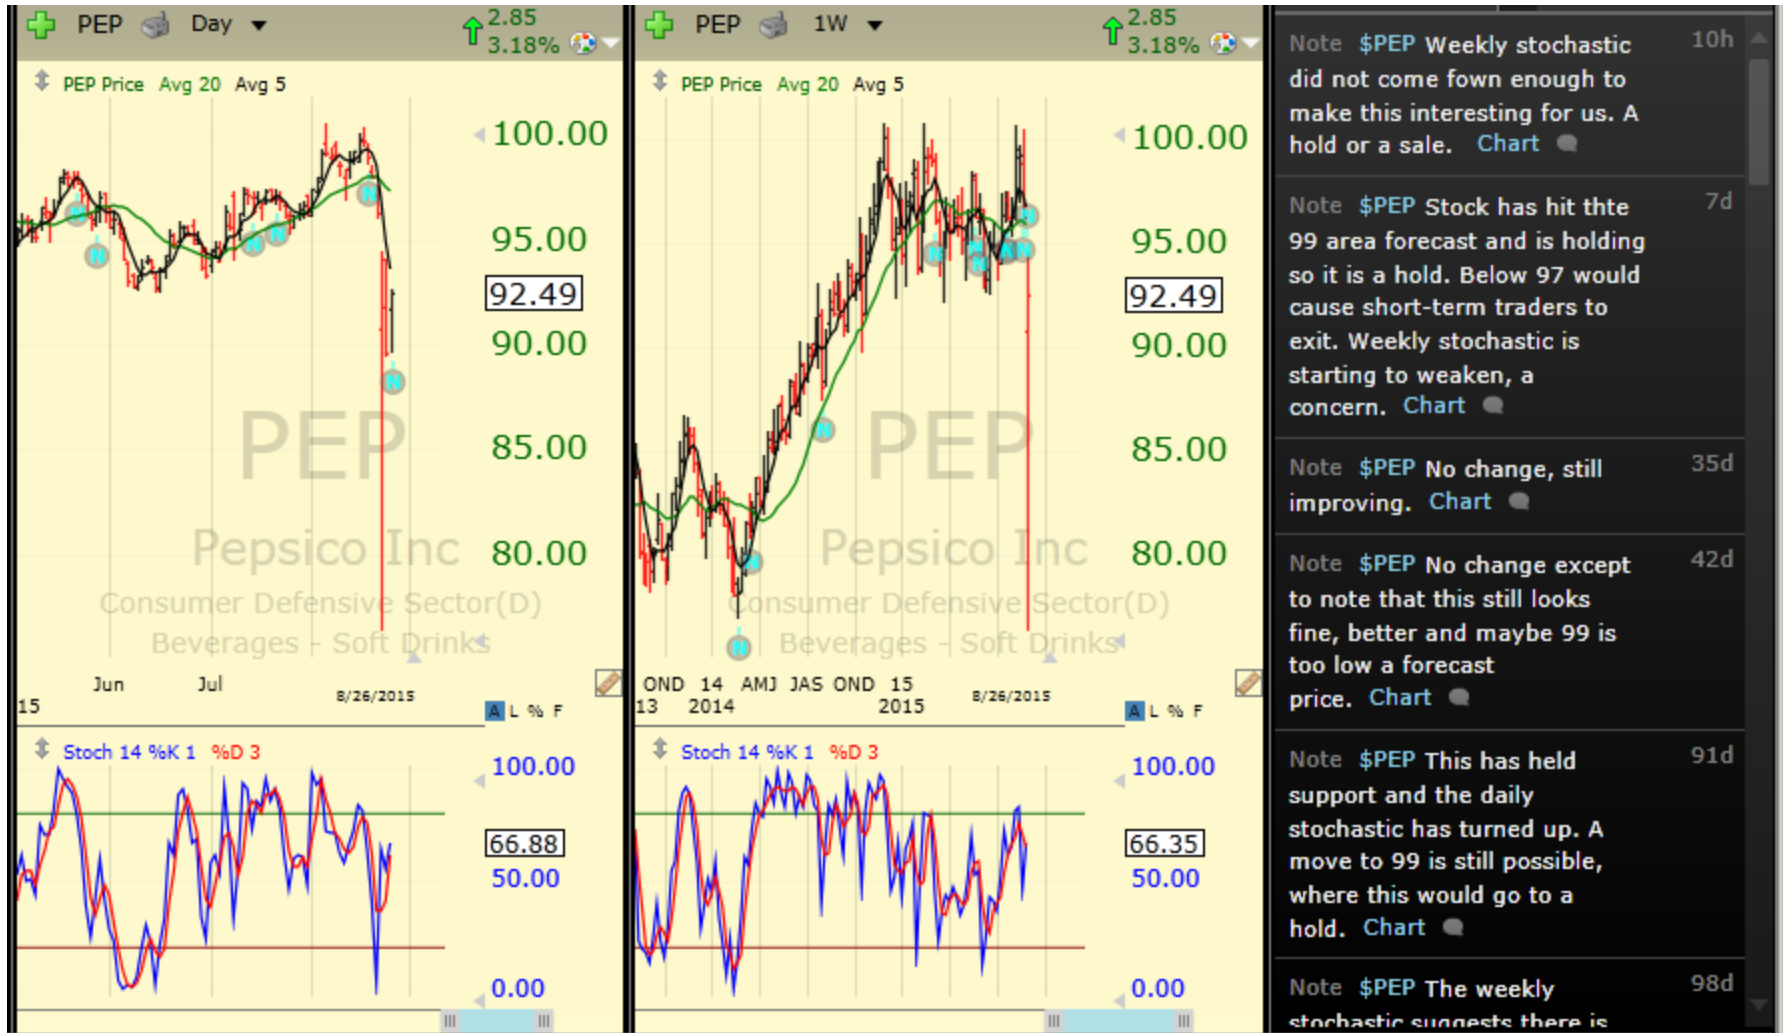 PEP Day
2.85
3.18%
PEP Price Avg 20 Avg 5
100.00
95.00
92.49
90.00
85.00
80.00
PEP
Pepsico Inc
Consumer Defensive Sector(D)
Beverages - Soft Drinks
N
N
N
N
N
N
Jun Jul
8/26/2015
15
A L % F
Stoch 14 %K 1 %D 3
100.00
66.88
50.00
0.00
PEP 1W
2.85
3.18%
PEP Price Avg 20 Avg 5
100.00
95.00
92.49
90.00
85.00
80.00
PEP
Pepsico Inc
Consumer Defensive Sector(D)
Beverages - Soft Drinks
N
N
N
N
N
N
N
N
N
OND 14 AMJ JAS OND 15
8/26/2015
13 2014 2015
A L % F
Stoch 14 %K 1 %D 3
100.00
66.35
50.00
0.00
Note $PEP Weekly stochastic 10h
did not come fown enough to
make this interesting for us. A
hold or a sale. Chart
Note $PEP Stock has hit thte 7d
99 area forecast and is holding
so it is a hold. Below 97 would
cause short-term traders to
exit. Weekly stochastic is
starting to weaken, a
concern. Chart
Note $PEP No change, still 35d
improving. Chart
Note $PEP No change except 42d
to note that this still looks
fine, better and maybe 99 is
too low a forecast
price. Chart
Note $PEP This has held 91d
support and the daily
stochastic has turned up. A
move to 99 is still possible,
where this would go to a
hold. Chart
Note $PEP The weekly 98d
stochastic suggests there is